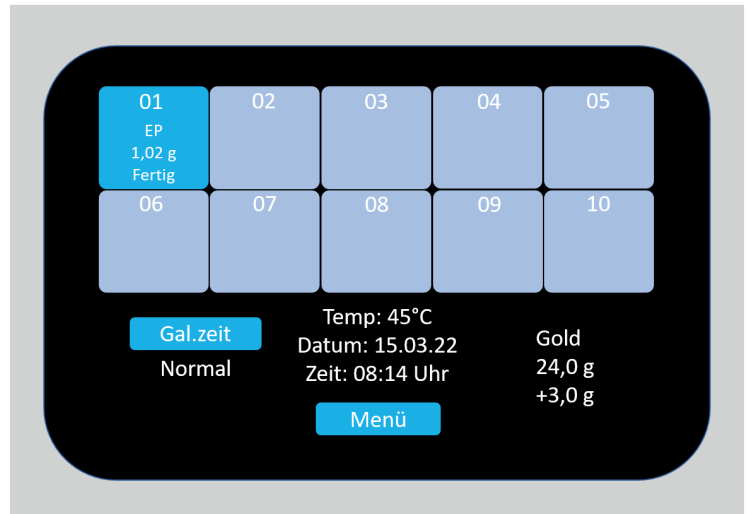 01
02
03
04
05
EP
1,02 g
Fertig
06
07
08
09
10
Gal.zeit
Normal
Temp: 45°C
Datum: 15.03.22
Zeit: 08:14 Uhr
Menü
Gold
24,0 g
+3,0 g